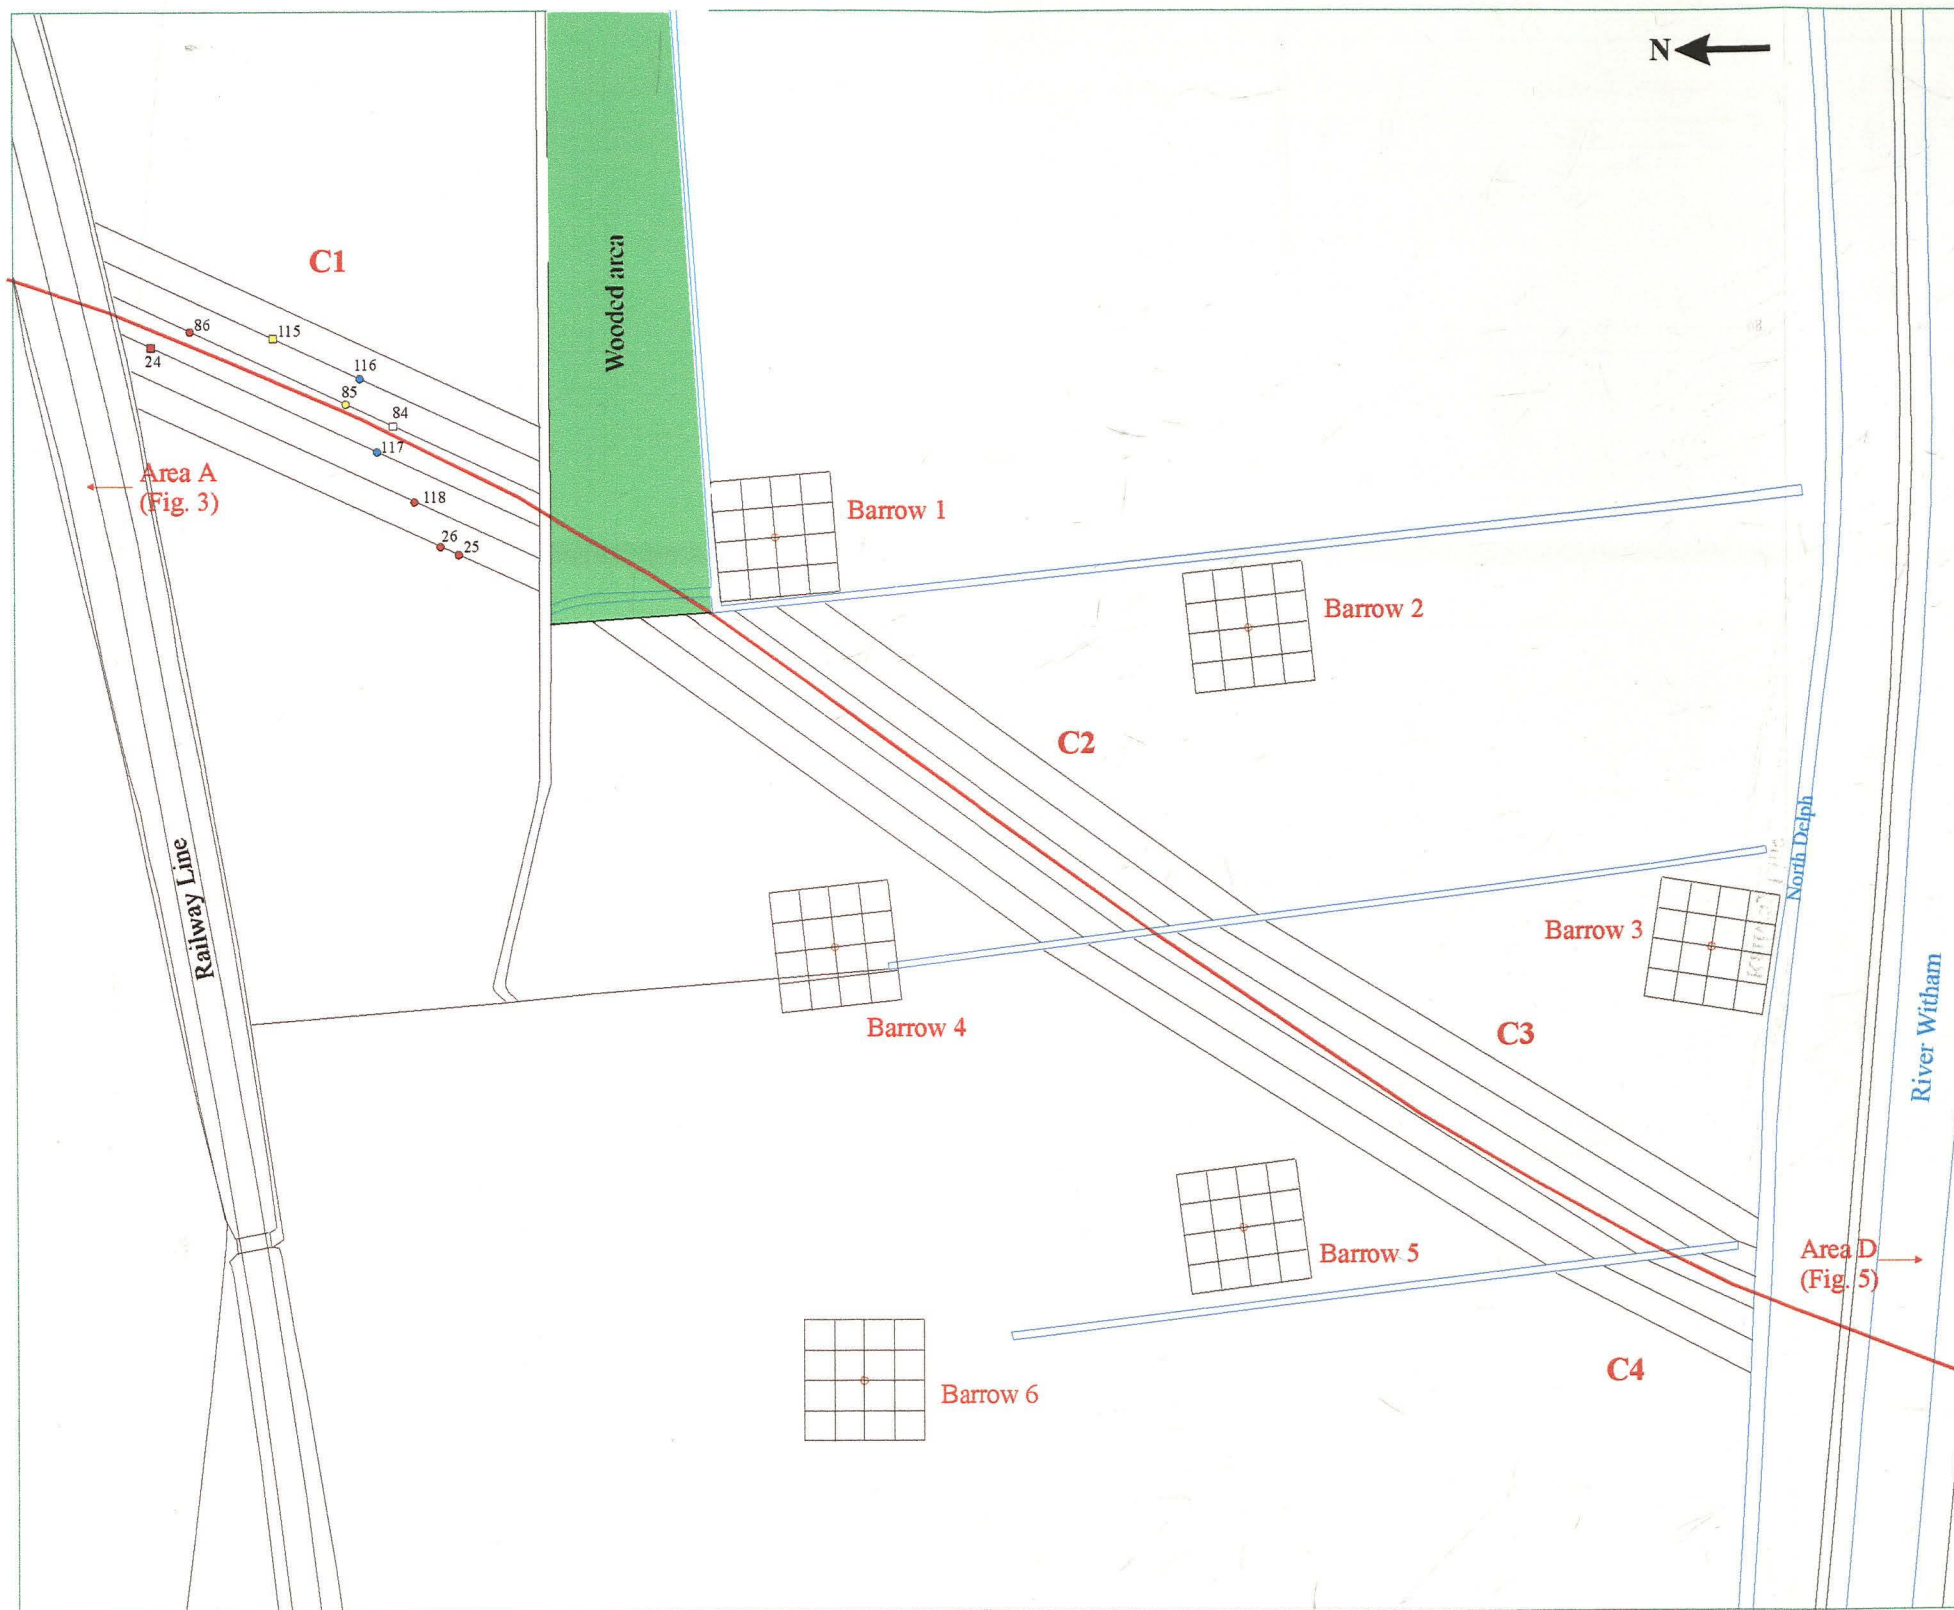 N
C1
86
115
24
116
85
84
117
Area A
(Fig. 3)
118
26
25
Wooded area
Barrow 1
Barrow 2
C2
North Delph
Railway Line
Barrow 3
Barrow 4
C3
River Witham
Barrow 5
Area D
(Fig. 5)
C4
Barrow 6